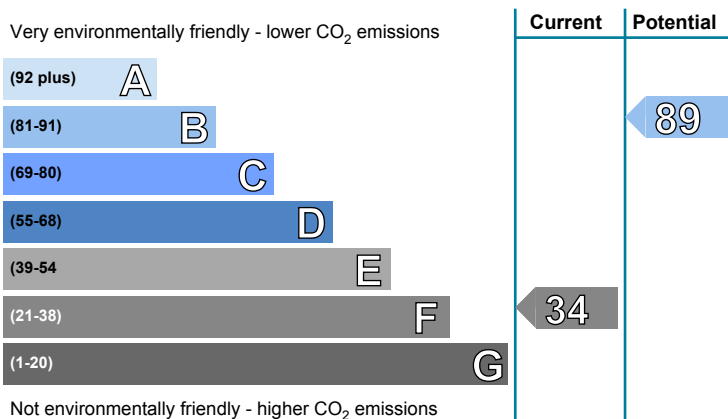 Current Potential
Very environmentally friendly - lower CO2 emissions
(92 plus) A
(81-91) B
89
(69-80) C
(55-68) D
(39-54 E
(21-38) F
34
(1-20) G
Not environmentally friendly - higher CO2 emissions